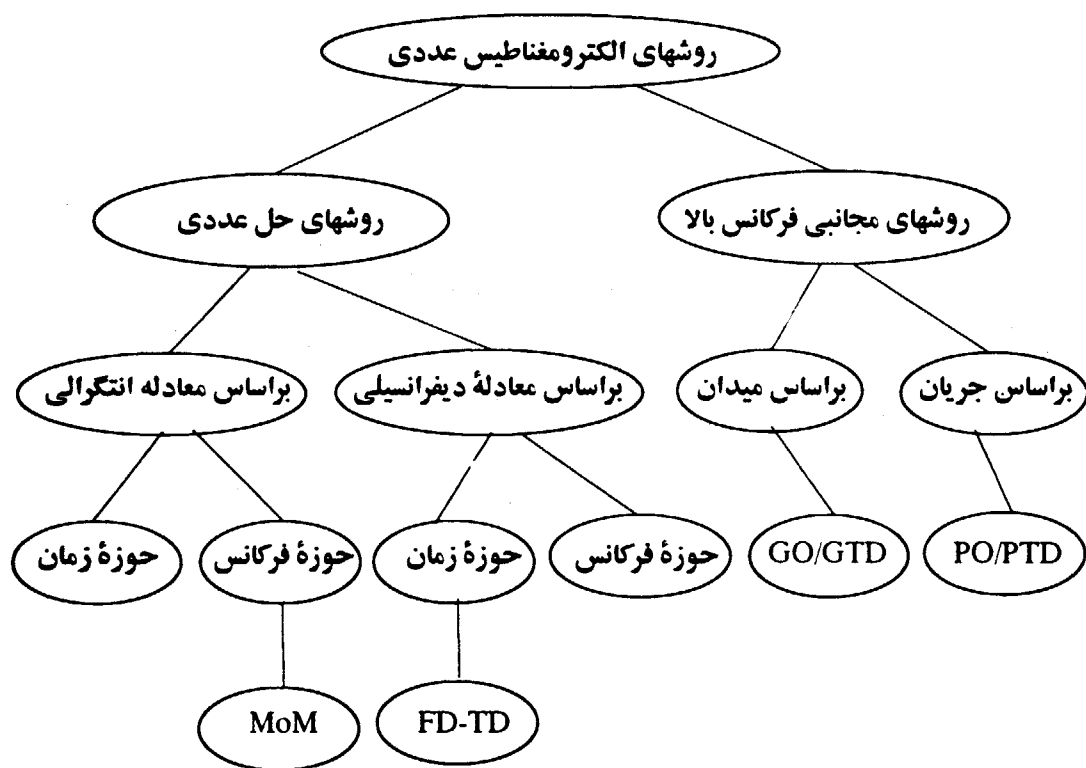 روشهای الکترومغناطیس عددی
روشهای مجانبی فرکانس بالا
روشهای حل عددی
براساس جریان
براساس میدان
براساس معادلهٔ دیفرانسیلی
براساس معادله انتگرالی
PO/PTD
GO/GTD
حوزهٔ فرکانس
حوزهٔ زمان
حوزهٔ فرکانس
حوزهٔ زمان
FD-TD
MoM